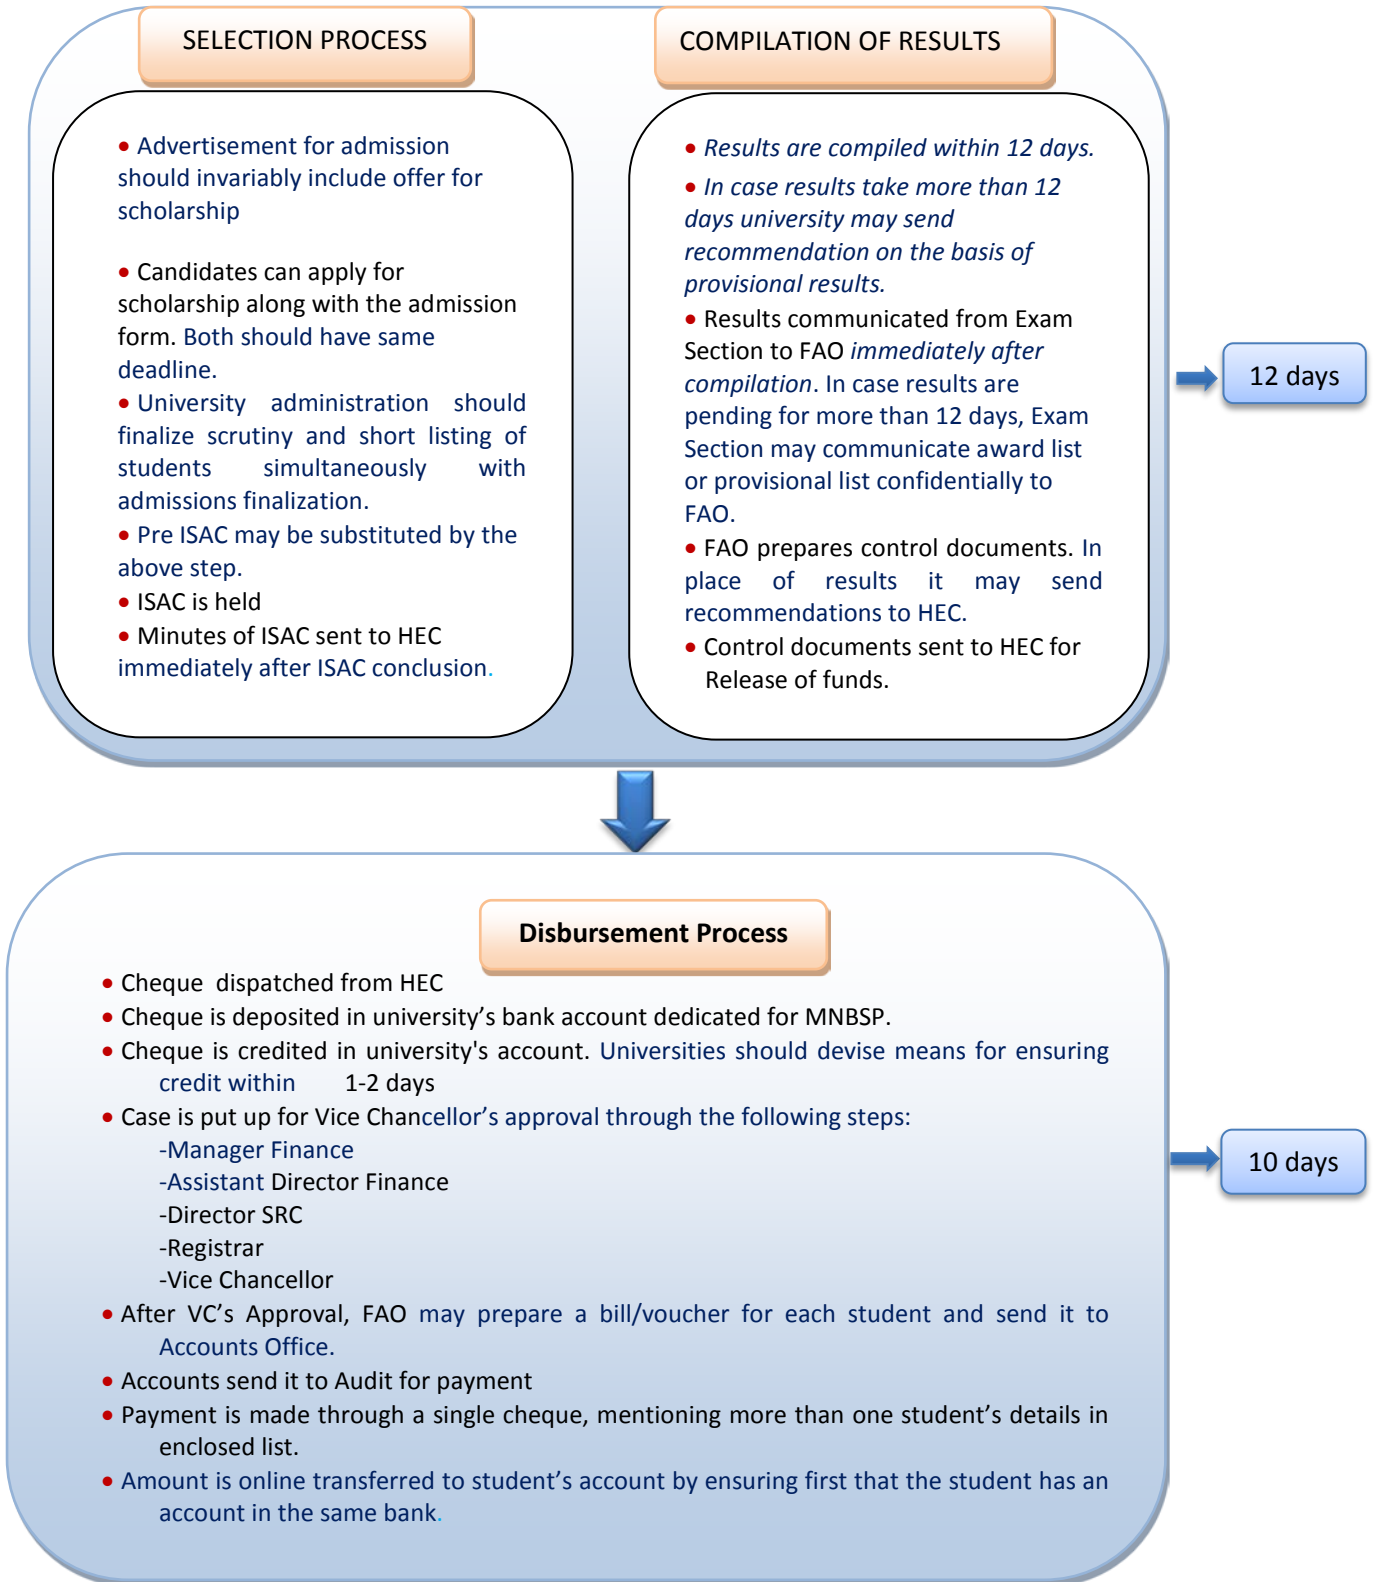 SELECTION PROCESS
• Advertisement for admission
should invariably include offer for
scholarship
• Candidates can apply for
scholarship along with the admission
form. Both should have same
deadline.
• University administration should
finalize scrutiny and short listing of
students simultaneously with
admissions finalization.
• Pre ISAC may be substituted by the
above step.
• ISAC is held
• Minutes of ISAC sent to HEC
immediately after ISAC conclusion.
COMPILATION OF RESULTS
• Results are compiled within 12 days.
• In case results take more than 12
days university may send
recommendation on the basis of
provisional results.
• Results communicated from Exam
Section to FAO immediately after
compilation. In case results are
pending for more than 12 days, Exam
Section may communicate award list
or provisional list confidentially to
FAO.
• FAO prepares control documents. In
place of results it may send
recommendations to HEC.
• Control documents sent to HEC for
Release of funds.
12 days
Disbursement Process
• Cheque dispatched from HEC
• Cheque is deposited in university’s bank account dedicated for MNBSP.
• Cheque is credited in university's account. Universities should devise means for ensuring
credit within 1-2 days
• Case is put up for Vice Chancellor’s approval through the following steps:
-Manager Finance
-Assistant Director Finance
-Director SRC
-Registrar
-Vice Chancellor
• After VC’s Approval, FAO may prepare a bill/voucher for each student and send it to
Accounts Office.
• Accounts send it to Audit for payment
• Payment is made through a single cheque, mentioning more than one student’s details in
enclosed list.
• Amount is online transferred to student’s account by ensuring first that the student has an
account in the same bank.
10 days